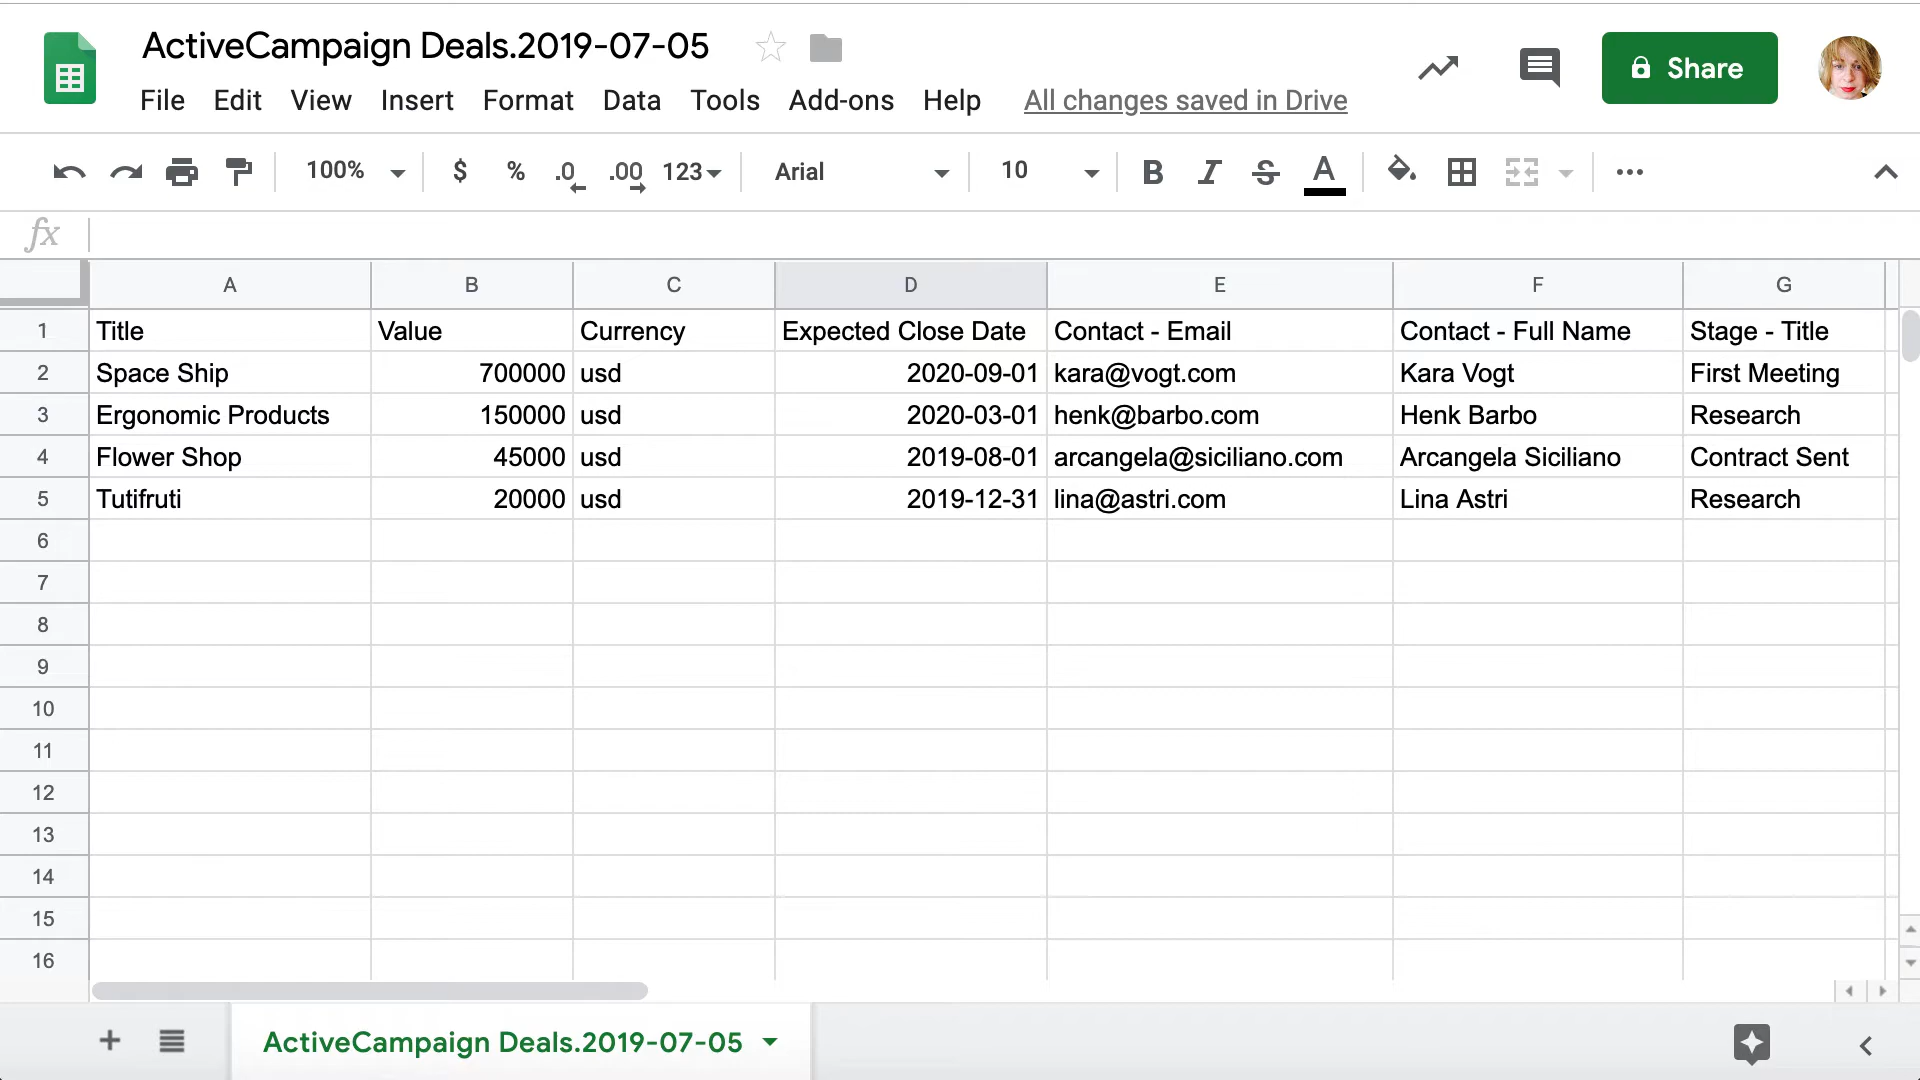 ActiveCampaign Deals.2019-07-05
File Edit View Insert Format Data Tools Add-ons Help All changes saved in Drive
Share
100% $ % .0 .00 123 Arial 10 B I S A
fx
A B C D E F G
1 Title Value Currency Expected Close Date Contact - Email Contact - Full Name Stage - Title
2 Space Ship 700000 usd 2020-09-01 kara@vogt.com Kara Vogt First Meeting
3 Ergonomic Products 150000 usd 2020-03-01 henk@barbo.com Henk Barbo Research
4 Flower Shop 45000 usd 2019-08-01 arcangela@siciliano.com Arcangela Siciliano Contract Sent
5 Tutifruti 20000 usd 2019-12-31 lina@astri.com Lina Astri Research
6
7
8
9
10
11
12
13
14
15
16
ActiveCampaign Deals.2019-07-05